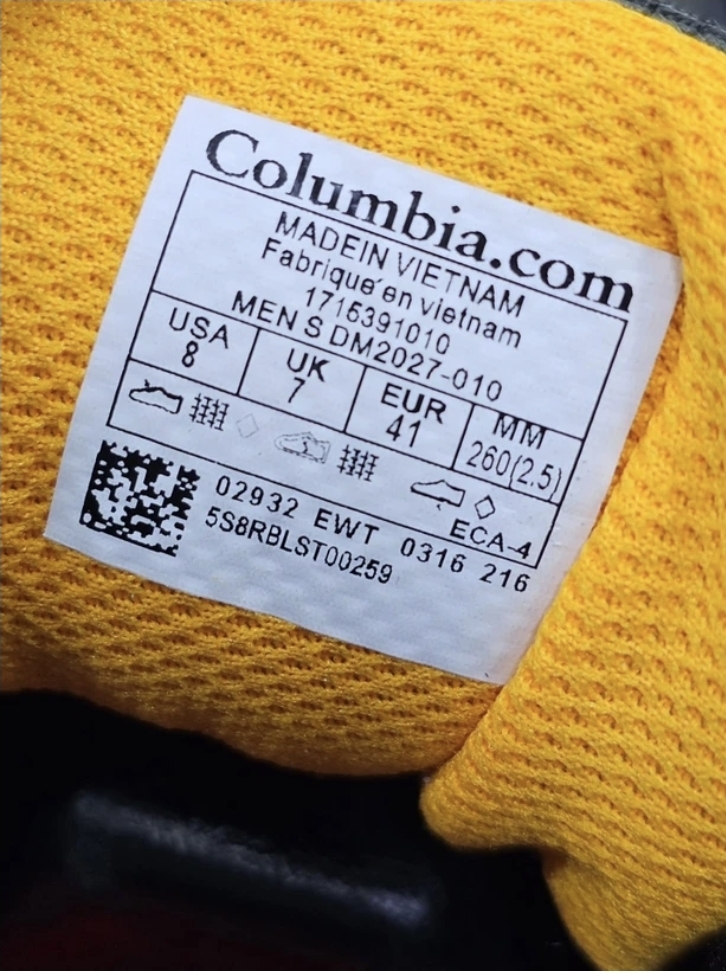 Columbia.com
MADEIN VIETNAM
Fabrique'en vietnam
1715391010
MEN S DM2027-010
USA UK EUR MM
8 7 41 260(2.5)
ECA-4
02932 EWT 0316 216
5S8RBLST00259